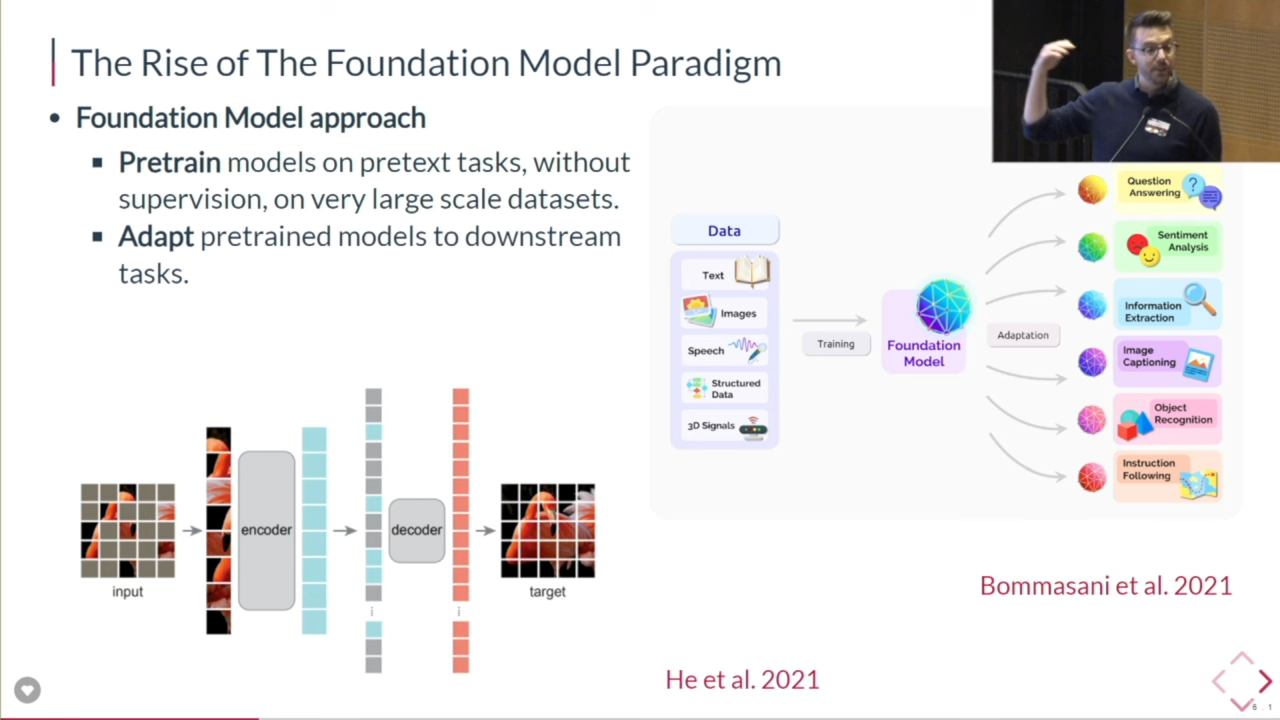 The Rise of The Foundation Model Paradigm
• Foundation Model approach
▪ Pretrain models on pretext tasks, without
supervision, on very large scale datasets.
▪ Adapt pretrained models to downstream
tasks.
input
encoder
decoder
target
He et al. 2021
Data
Text
Images
Speech
Structured
Data
3D Signals
Training
Foundation
Model
Adaptation
Question
Answering
Sentiment
Analysis
Information
Extraction
Image
Captioning
Object
Recognition
Instruction
Following
Bommasani et al. 2021
6 . 1